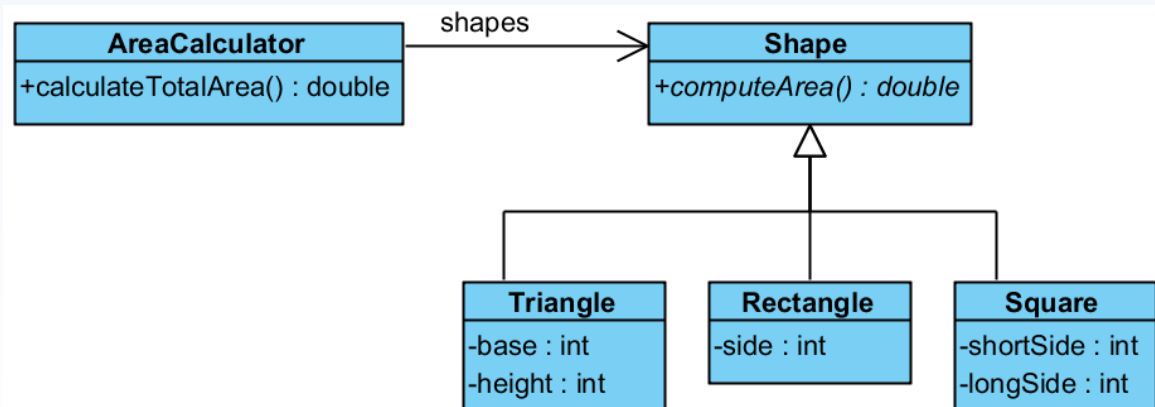 shapes
AreaCalculator
+calculateTotalArea() : double
Shape
+computeArea() : double
Triangle
-base : int
-height : int
Rectangle
-side : int
Square
-shortSide : int
-longSide : int